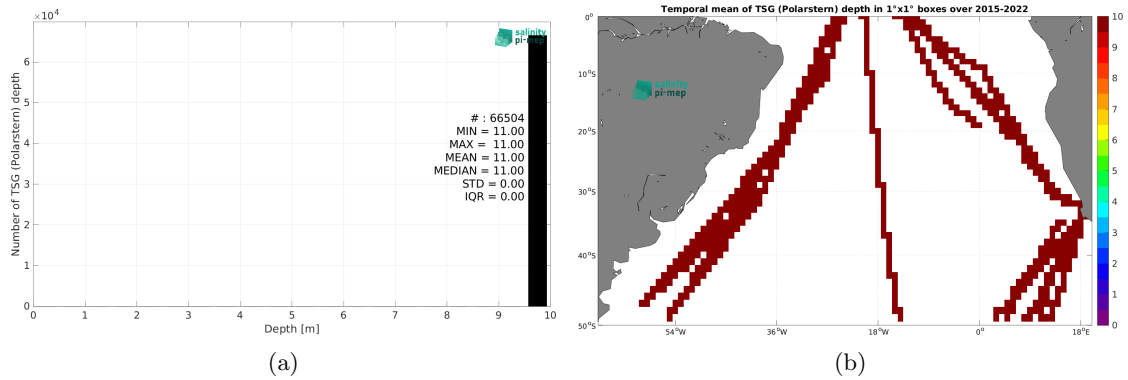 ×10⁴
salinity
pi-mep
# : 66504
MIN = 11.00
MAX = 11.00
MEAN = 11.00
MEDIAN = 11.00
STD = 0.00
IQR = 0.00
Number of TSG (Polarstern) depth
6
5
4
3
2
1
0
0 1 2 3 4 5 6 7 8 9 10
Depth [m]
(a)
Temporal mean of TSG (Polarstern) depth in 1°x1° boxes over 2015-2022
salinity
pi-mep
0°
10°S
20°S
30°S
40°S
50°S
54°W 36°W 18°W 0° 18°E
10
9
8
7
6
5
4
3
2
1
0
(b)